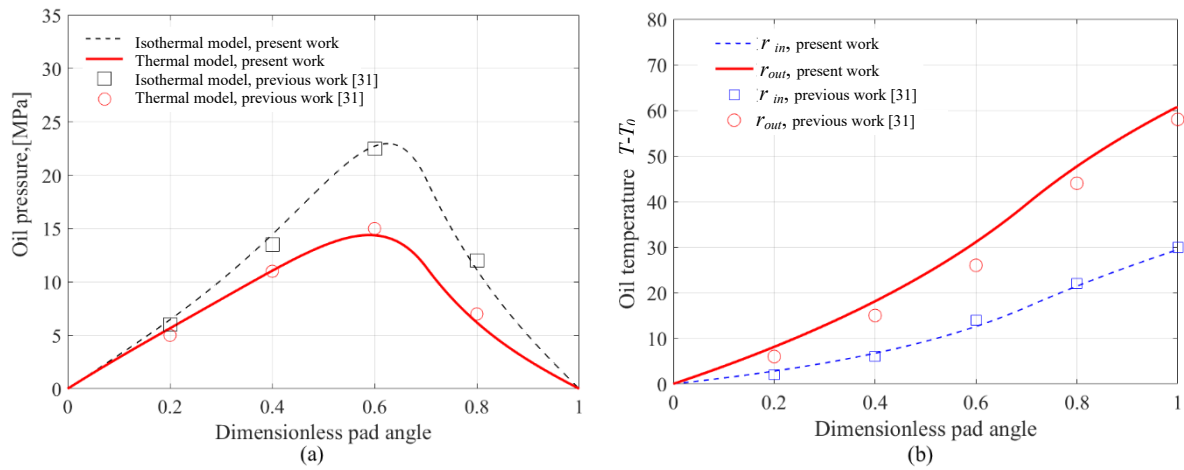 35
30
25
20
15
10
5
0
Oil pressure,[MPa]
Isothermal model, present work
Thermal model, present work
Isothermal model, previous work [31]
Thermal model, previous work [31]
0 0.2 0.4 0.6 0.8 1
Dimensionless pad angle
(a)
80
70
60
50
40
30
20
10
0
Oil temperature T-T₀
r in, present work
rout, present work
r in, previous work [31]
rout, previous work [31]
0 0.2 0.4 0.6 0.8 1
Dimensionless pad angle
(b)